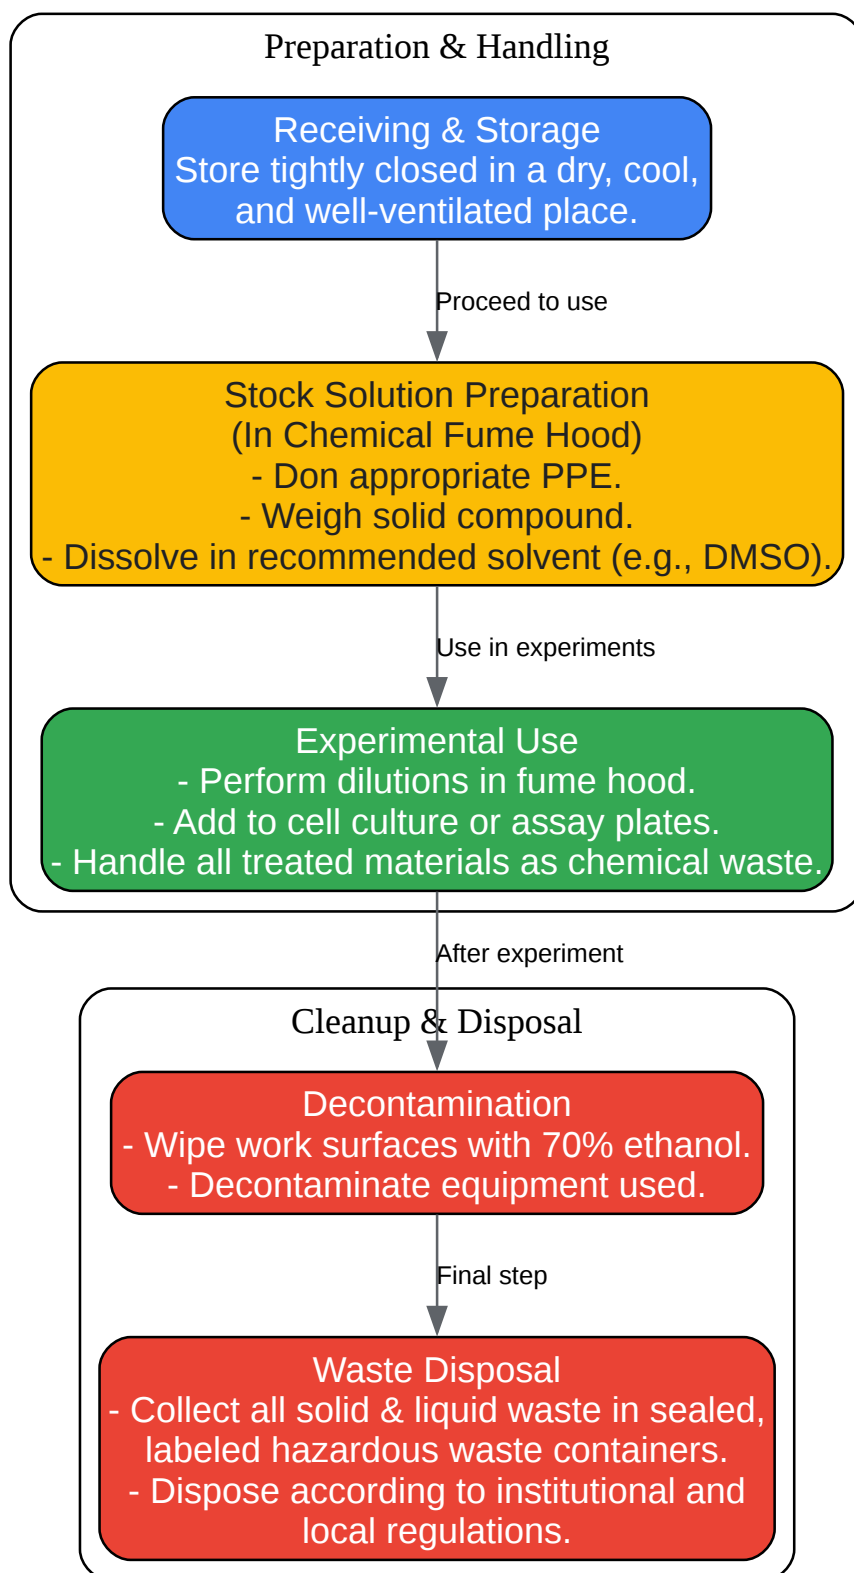 Preparation & Handling
Receiving & Storage
Store tightly closed in a dry, cool,
and well-ventilated place.
Proceed to use
Stock Solution Preparation
(In Chemical Fume Hood)
- Don appropriate PPE.
- Weigh solid compound.
- Dissolve in recommended solvent (e.g., DMSO).
Use in experiments
Experimental Use
- Perform dilutions in fume hood.
- Add to cell culture or assay plates.
- Handle all treated materials as chemical waste.
After experiment
Cleanup & Disposal
Decontamination
- Wipe work surfaces with 70% ethanol.
- Decontaminate equipment used.
Final step
Waste Disposal
- Collect all solid & liquid waste in sealed,
labeled hazardous waste containers.
- Dispose according to institutional and
local regulations.